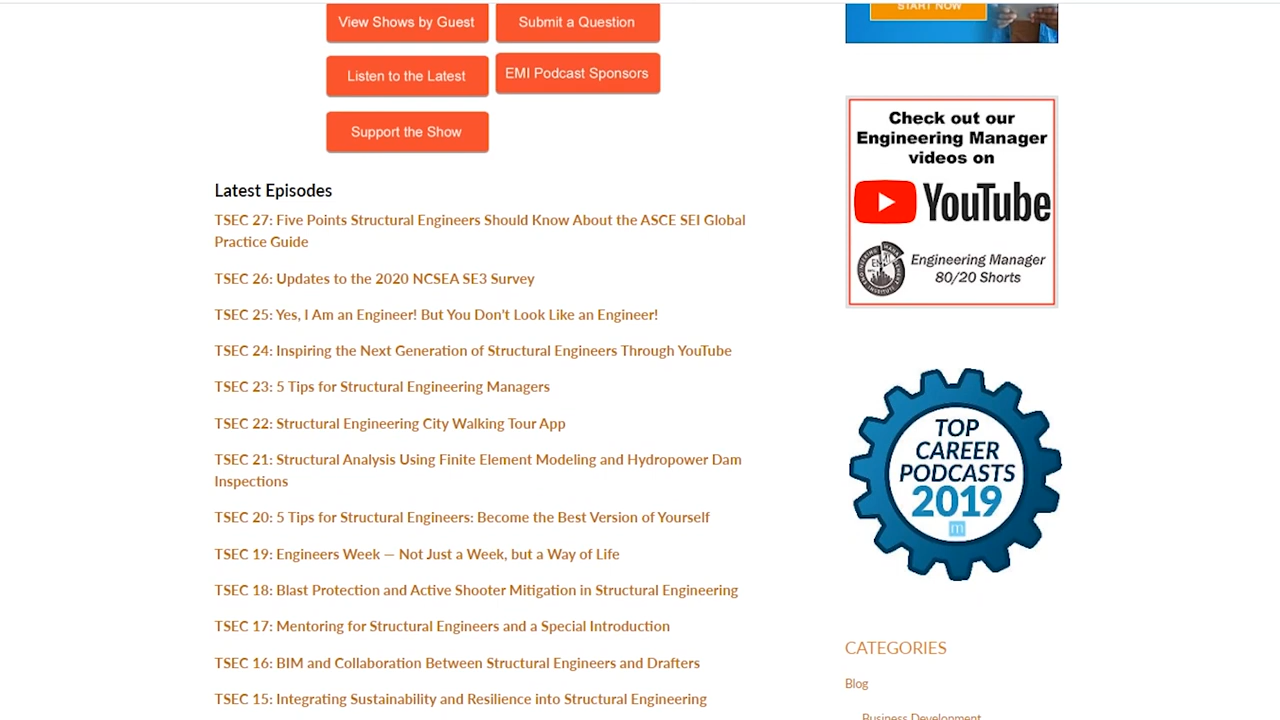 View Shows by Guest
Submit a Question
START NOW
Listen to the Latest
EMI Podcast Sponsors
Support the Show
Latest Episodes
TSEC 27: Five Points Structural Engineers Should Know About the ASCE SEI Global
Practice Guide
TSEC 26: Updates to the 2020 NCSEA SE3 Survey
TSEC 25: Yes, I Am an Engineer! But You Don't Look Like an Engineer!
TSEC 24: Inspiring the Next Generation of Structural Engineers Through YouTube
TSEC 23: 5 Tips for Structural Engineering Managers
TSEC 22: Structural Engineering City Walking Tour App
TSEC 21: Structural Analysis Using Finite Element Modeling and Hydropower Dam
Inspections
TSEC 20: 5 Tips for Structural Engineers: Become the Best Version of Yourself
TSEC 19: Engineers Week — Not Just a Week, but a Way of Life
TSEC 18: Blast Protection and Active Shooter Mitigation in Structural Engineering
TSEC 17: Mentoring for Structural Engineers and a Special Introduction
TSEC 16: BIM and Collaboration Between Structural Engineers and Drafters
TSEC 15: Integrating Sustainability and Resilience into Structural Engineering
Check out our
Engineering Manager
videos on
YouTube
Engineering Manager
80/20 Shorts
TOP
CAREER
PODCASTS
2019
m
CATEGORIES
Blog
Business Development